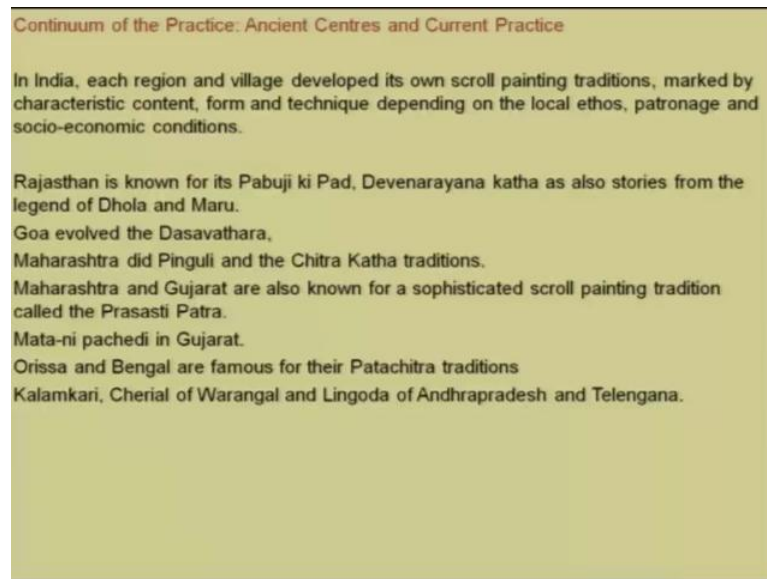 Continuum of the Practice: Ancient Centres and Current Practice
In India, each region and village developed its own scroll painting traditions, marked by
characteristic content, form and technique depending on the local ethos, patronage and
socio-economic conditions.
Rajasthan is known for its Pabuji ki Pad, Devenarayana katha as also stories from the
legend of Dhola and Maru.
Goa evolved the Dasavathara,
Maharashtra did Pinguli and the Chitra Katha traditions.
Maharashtra and Gujarat are also known for a sophisticated scroll painting tradition
called the Prasasti Patra.
Mata-ni pachedi in Gujarat.
Orissa and Bengal are famous for their Patachitra traditions
Kalamkari, Cherial of Warangal and Lingoda of Andhrapradesh and Telengana.